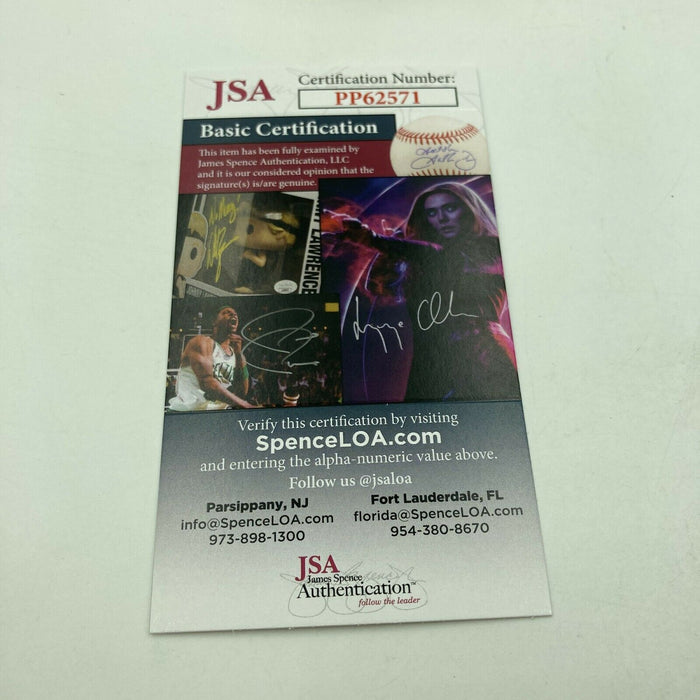 JSA
Certification Number:
PP62571
Basic Certification
This item has been fully examined by
James Spence Authentication, LLC
and it is our considered opinion that the
signature(s) is/are genuine.
LAWRENCE
Verify this certification by visiting
SpenceLOA.com
and entering the alpha-numeric value above.
Follow us @jsaloa
Parsippany, NJ
info@SpenceLOA.com
973-898-1300
Fort Lauderdale, FL
florida@SpenceLOA.com
954-380-8670
JSA
James Spence
Authentication™
follow the leader